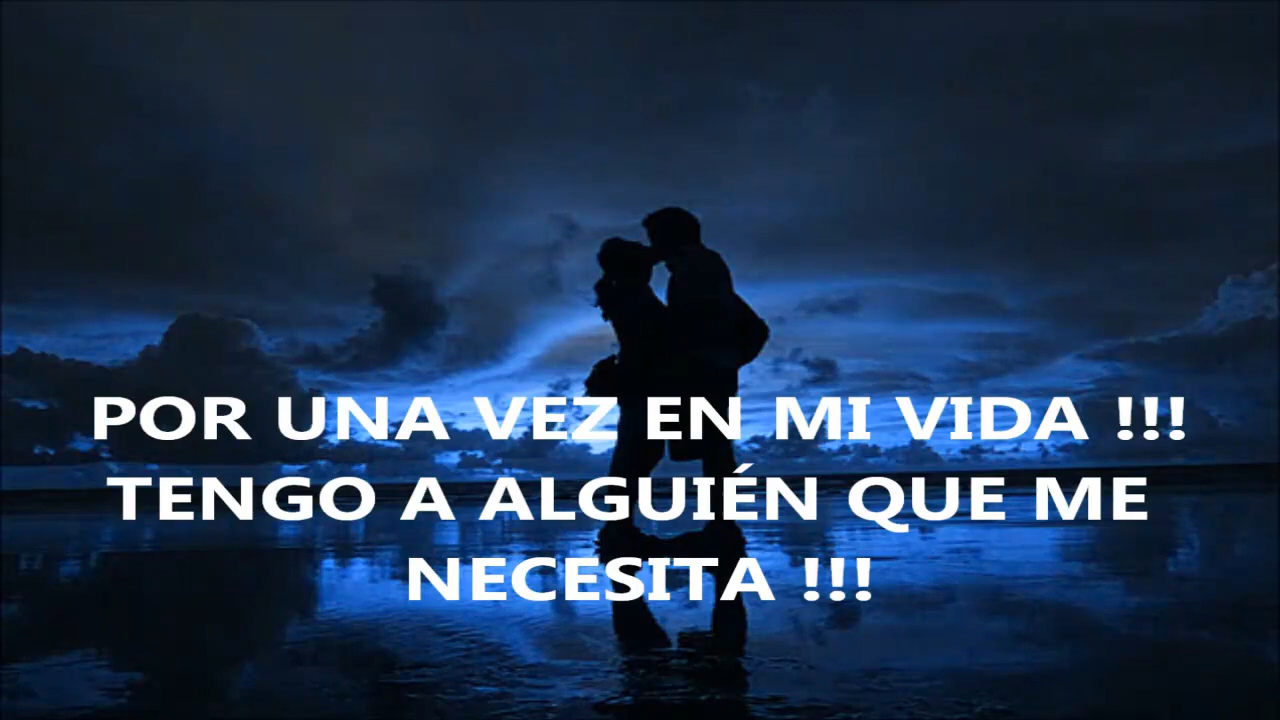 POR UNA VEZ EN MI VIDA !!!
TENGO A ALGUIÉN QUE ME
NECESITA !!!